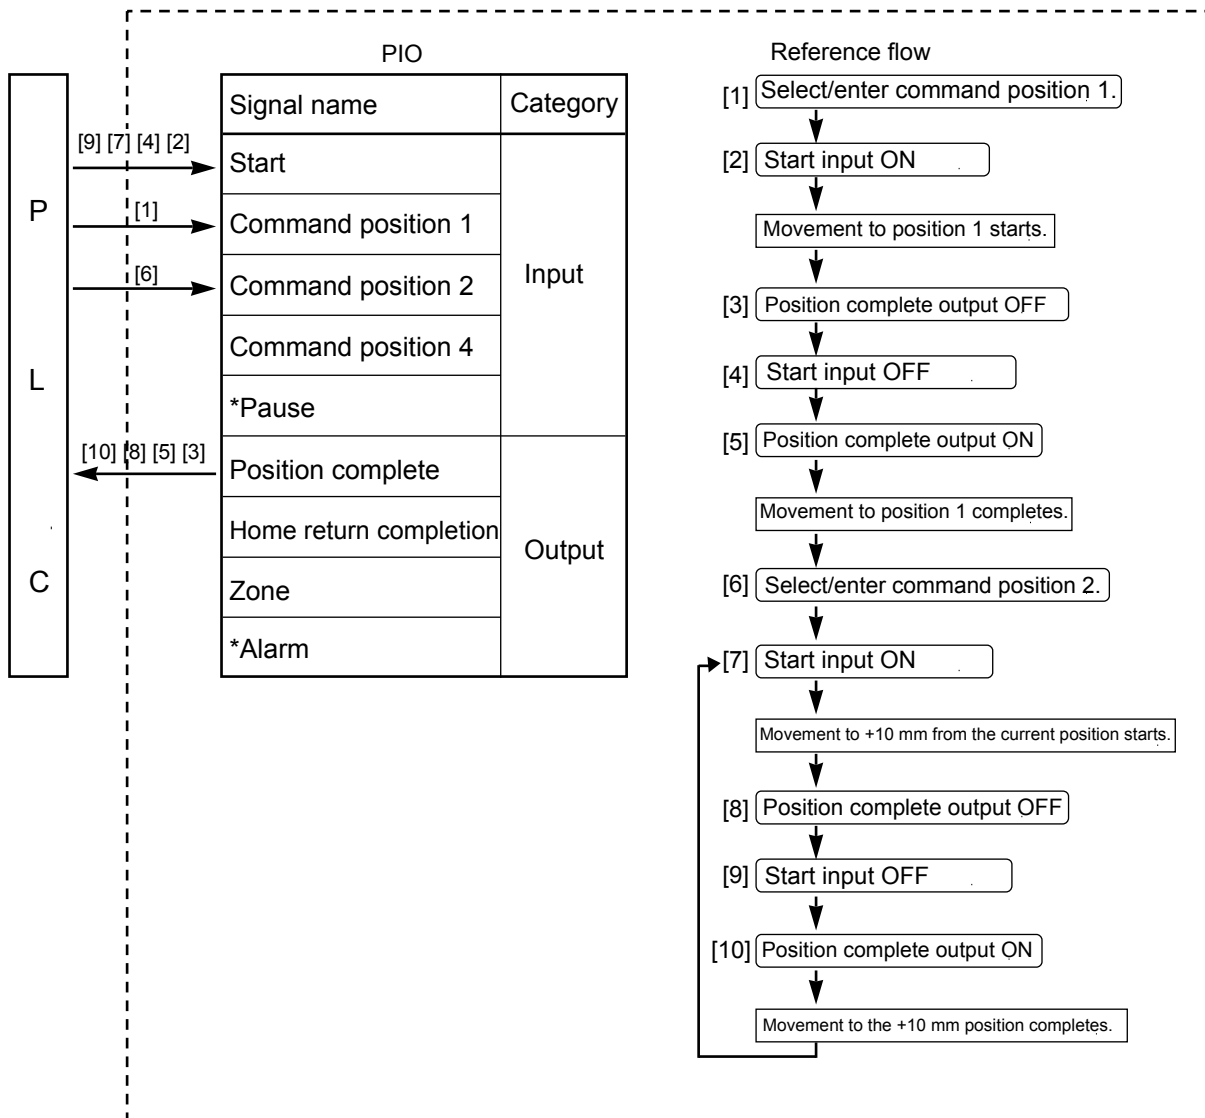 PIO
Signal name
Category
Start
Command position 1
Command position 2
Command position 4
*Pause
Input
Position complete
Home return completion
Zone
*Alarm
Output
P
L
C
[9] [7] [4] [2]
[1]
[6]
[10] [8] [5] [3]
Reference flow
[1] Select/enter command position 1.
[2] Start input ON
Movement to position 1 starts.
[3] Position complete output OFF
[4] Start input OFF
[5] Position complete output ON
Movement to position 1 completes.
[6] Select/enter command position 2.
[7] Start input ON
Movement to +10 mm from the current position starts.
[8] Position complete output OFF
[9] Start input OFF
[10] Position complete output ON
Movement to the +10 mm position completes.